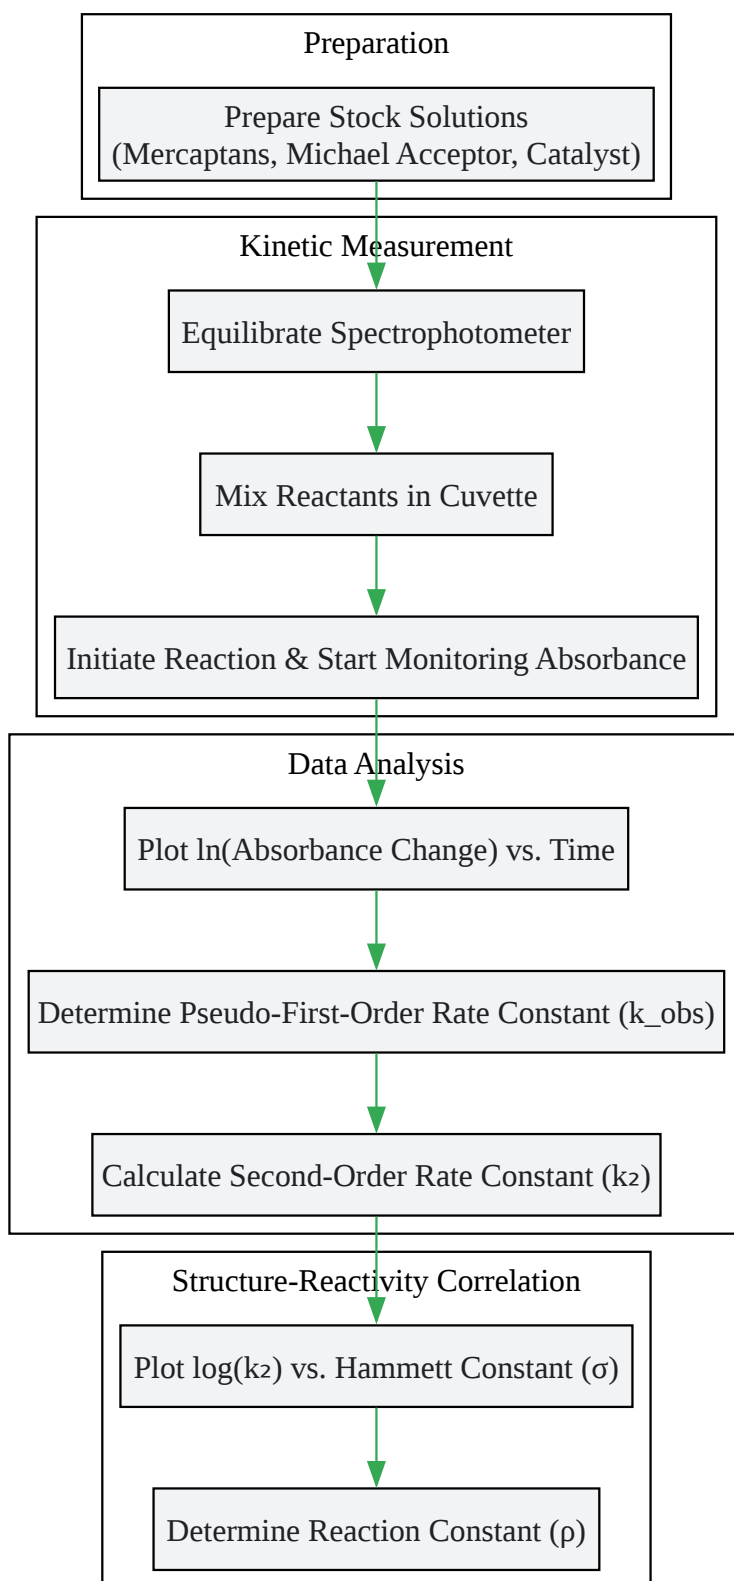 Preparation
Prepare Stock Solutions
(Mercaptans, Michael Acceptor, Catalyst)
Kinetic Measurement
Equilibrate Spectrophotometer
Mix Reactants in Cuvette
Initiate Reaction & Start Monitoring Absorbance
Data Analysis
Plot ln(Absorbance Change) vs. Time
Determine Pseudo-First-Order Rate Constant (k_obs)
Calculate Second-Order Rate Constant (k₂)
Structure-Reactivity Correlation
Plot log(k₂) vs. Hammett Constant (σ)
Determine Reaction Constant (ρ)